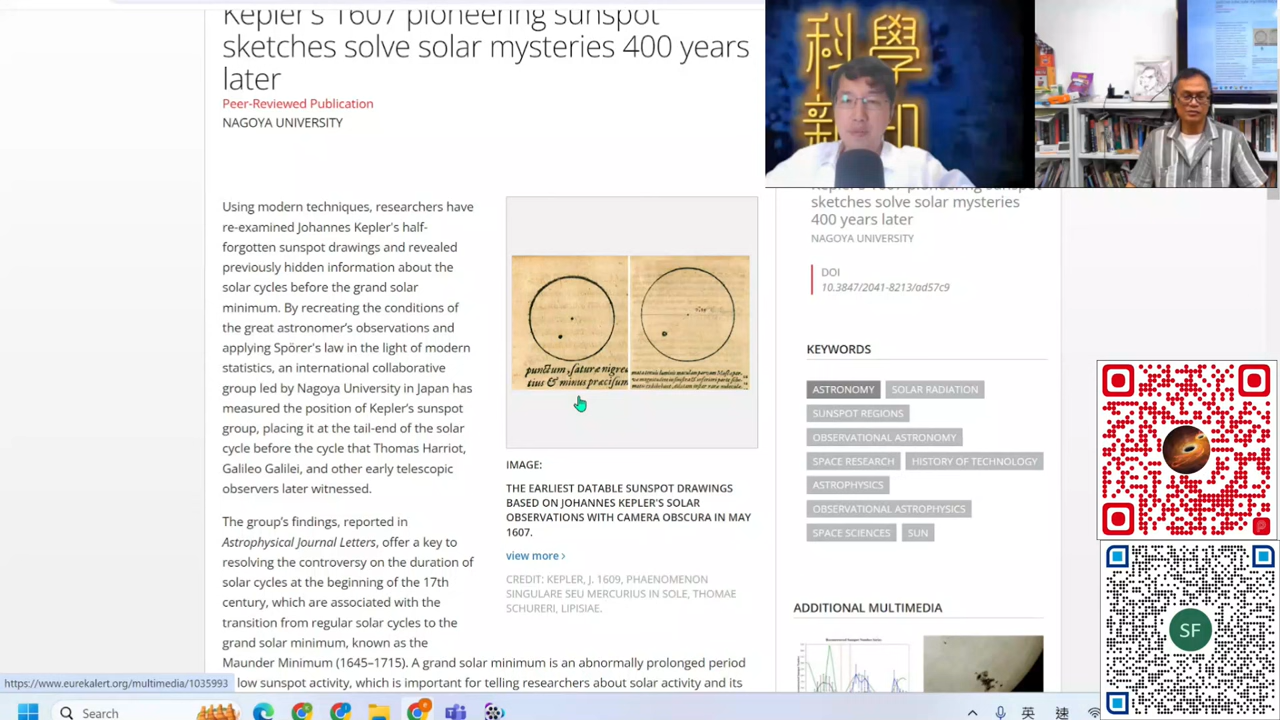 Kepler's 1607 pioneering sunspot
sketches solve solar mysteries 400 years
later
Peer-Reviewed Publication
NAGOYA UNIVERSITY
Using modern techniques, researchers have
re-examined Johannes Kepler's half-
forgotten sunspot drawings and revealed
previously hidden information about the
solar cycles before the grand solar
minimum. By recreating the conditions of
the great astronomer's observations and
applying Spörer's law in the light of modern
statistics, an international collaborative
group led by Nagoya University in Japan has
measured the position of Kepler's sunspot
group, placing it at the tail-end of the solar
cycle before the cycle that Thomas Harriot,
Galileo Galilei, and other early telescopic
observers later witnessed.
The group's findings, reported in
Astrophysical Journal Letters, offer a key to
resolving the controversy on the duration of
solar cycles at the beginning of the 17th
century, which are associated with the
transition from regular solar cycles to the
grand solar minimum, known as the
Maunder Minimum (1645–1715). A grand solar minimum is an abnormally prolonged period
low sunspot activity, which is important for telling researchers about solar activity and its
IMAGE:
THE EARLIEST DATABLE SUNSPOT DRAWINGS
BASED ON JOHANNES KEPLER'S SOLAR
OBSERVATIONS WITH CAMERA OBSCURA IN MAY
1607.
view more ›
CREDIT: KEPLER, J. 1609, PHAENOMENON
SINGULARE SEU MERCURIUS IN SOLE, THOMAE
SCHURERI, LIPISIAE.
科學
新知
Kepler's 1607 pioneering sunspot
sketches solve solar mysteries
400 years later
NAGOYA UNIVERSITY
DOI
10.3847/2041-8213/ad57c9
KEYWORDS
ASTRONOMY
SOLAR RADIATION
SUNSPOT REGIONS
OBSERVATIONAL ASTRONOMY
SPACE RESEARCH
HISTORY OF TECHNOLOGY
ASTROPHYSICS
OBSERVATIONAL ASTROPHYSICS
SPACE SCIENCES
SUN
ADDITIONAL MULTIMEDIA
SF
https://www.eurekalert.org/multimedia/1035993
Search
英
速